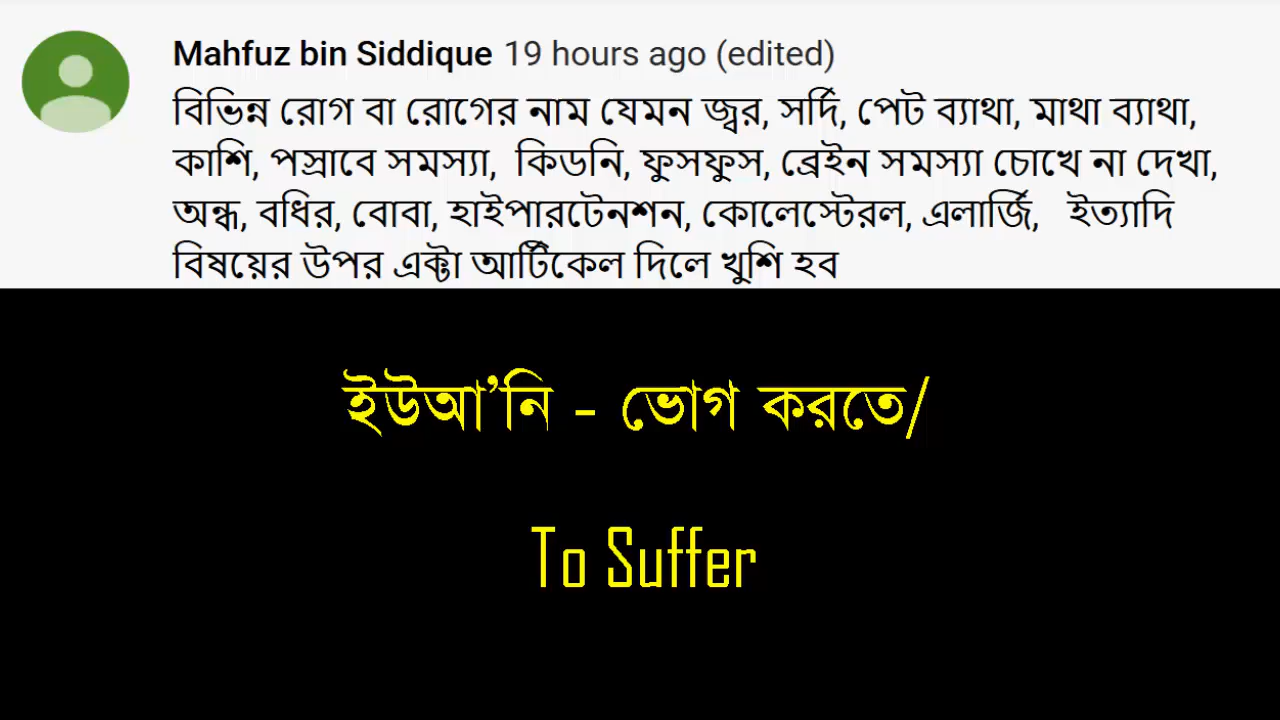 Mahfuz bin Siddique 19 hours ago (edited)
বিভিন্ন রোগ বা রোগের নাম যেমন জ্বর, সর্দি, পেট ব্যাথা, মাথা ব্যাথা,
কাশি, পস্রাবে সমস্যা, কিডনি, ফুসফুস, ব্রেইন সমস্যা চোখে না দেখা,
অন্ধ, বধির, বোবা, হাইপারটেনশন, কোলেস্টেরল, এলার্জি, ইত্যাদি
বিষয়ের উপর এক্টা আর্টিকেল দিলে খুশি হব
ইউআ’নি - ভোগ করতে/
To Suffer